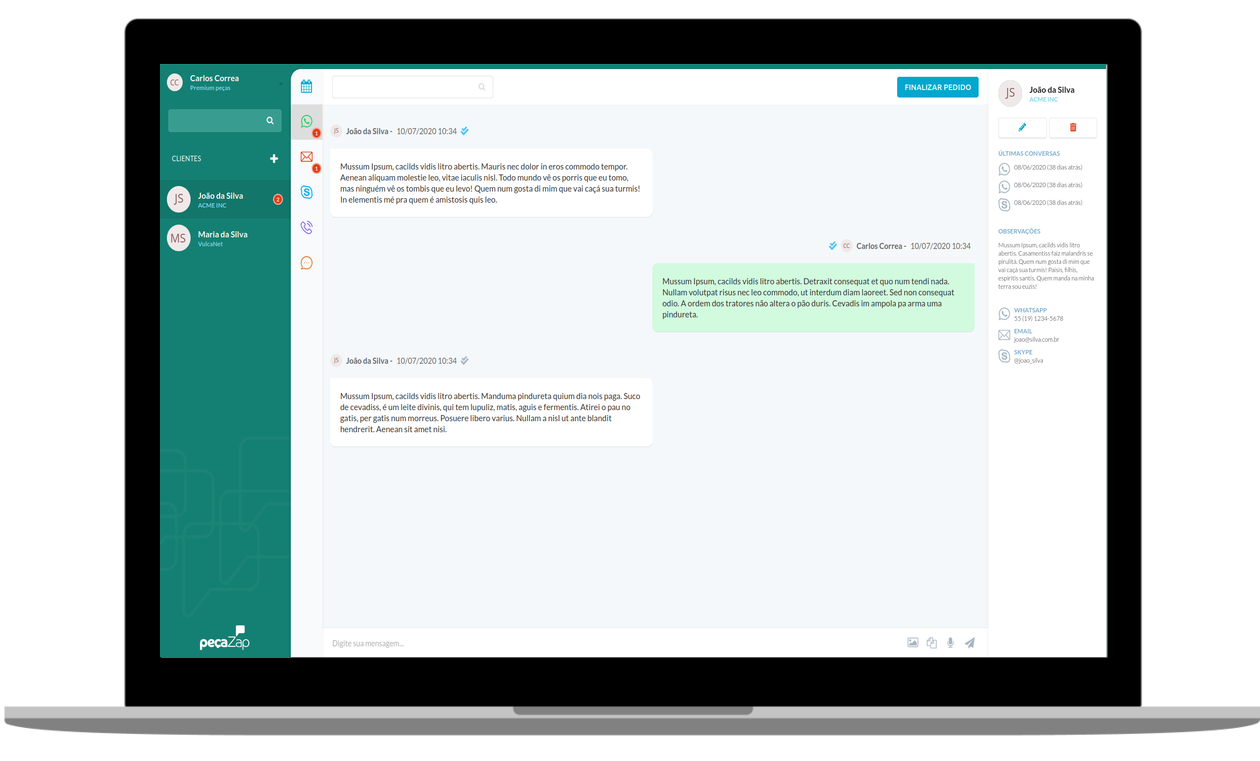 CC
Carlos Correa
Premium peças
CLIENTES
JS
João da Silva
ACME INC
2
MS
Maria da Silva
VulcaNet
pecaZap
1
1
FINALIZAR PEDIDO
JS João da Silva - 10/07/2020 10:34
Mussum Ipsum, cacilds vidis litro abertis. Mauris nec dolor in eros commodo tempor.
Aenean aliquam molestie leo, vitae iaculis nisl. Todo mundo vê os porris que eu tomo,
mas ninguém vê os tombis que eu levo! Quem num gosta di mim que vai caçá sua turmis!
In elementis mé pra quem é amistosis quis leo.
CC Carlos Correa - 10/07/2020 10:34
Mussum Ipsum, cacilds vidis litro abertis. Detraxit consequat et quo num tendi nada.
Nullam volutpat risus nec leo commodo, ut interdum diam laoreet. Sed non consequat
odio. A ordem dos tratores não altera o pão duris. Cevadis im ampola pa arma uma
pindureta.
JS João da Silva - 10/07/2020 10:34
Mussum Ipsum, cacilds vidis litro abertis. Manduma pindureta quium dia nois paga. Suco
de cevadiss, é um leite divinis, qui tem lupuliz, matis, aguis e fermentis. Atirei o pau no
gatis, per gatis num morreus. Posuere libero varius. Nullam a nisl ut ante blandit
hendrerit. Aenean sit amet nisi.
Digite sua mensagem...
JS
João da Silva
ACME INC
ÚLTIMAS CONVERSAS
08/06/2020 (38 dias atrás)
08/06/2020 (38 dias atrás)
08/06/2020 (38 dias atrás)
OBSERVAÇÕES
Mussum Ipsum, cacilds vidis litro
abertis. Casamentiss faiz malandris se
pirulitá. Quem num gosta di mim que
vai caçá sua turmis! Paisis, filhis,
espiritis santis. Quem manda na minha
terra sou euzis!
WHATSAPP
55 (19) 1234-5678
EMAIL
joao@silva.com.br
SKYPE
@joao_silva